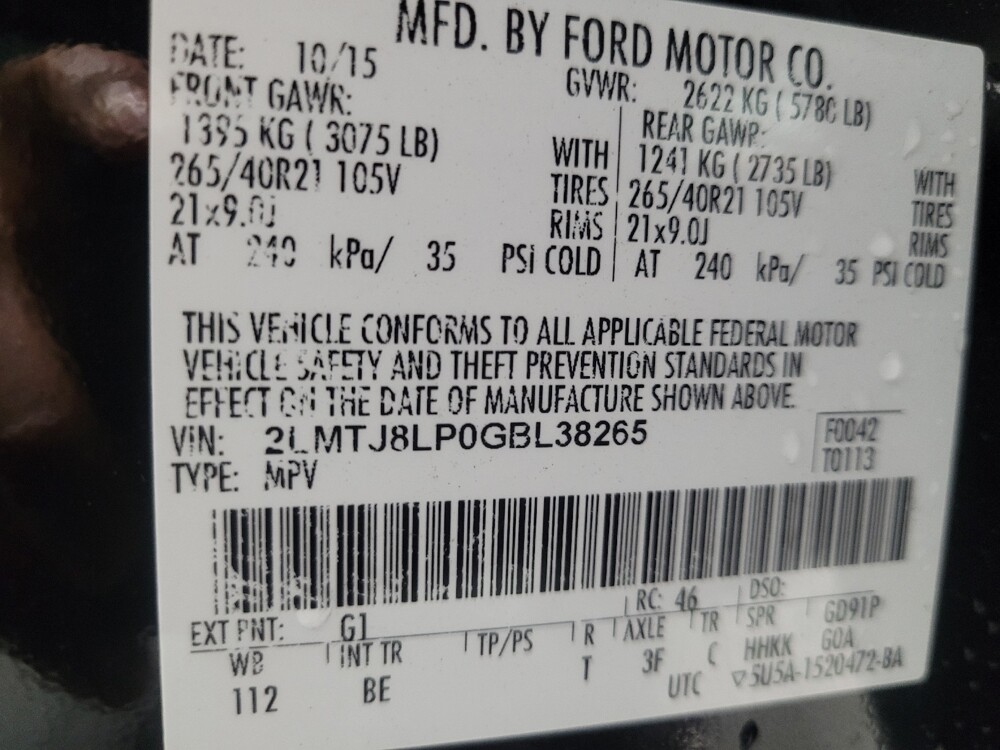 MFD. BY FORD MOTOR CO.
DATE: 10/15 GVWR: 2622 KG ( 5780 LB)
FRONT GAWR: REAR GAWR:
1395 KG ( 3075 LB) WITH 1241 KG ( 2735 LB) WITH
265/40R21 105V TIRES 265/40R21 105V TIRES
21x9.0J RIMS 21x9.0J RIMS
AT 240 kPa/ 35 PSI COLD AT 240 kPa/ 35 PSI COLD
THIS VEHICLE CONFORMS TO ALL APPLICABLE FEDERAL MOTOR
VEHICLE SAFETY AND THEFT PREVENTION STANDARDS IN
EFFECT ON THE DATE OF MANUFACTURE SHOWN ABOVE.
VIN: 2LMTJ8LP0GBL38265 F0042
TYPE: MPV T0113
EXT PNT: G1 RC: 46 DSO:
WB INT TR TP/PS R AXLE TR SPR GD91P
112 BE T 3F C HHKK GQA
UTC ▽5U5A-1520472-BA